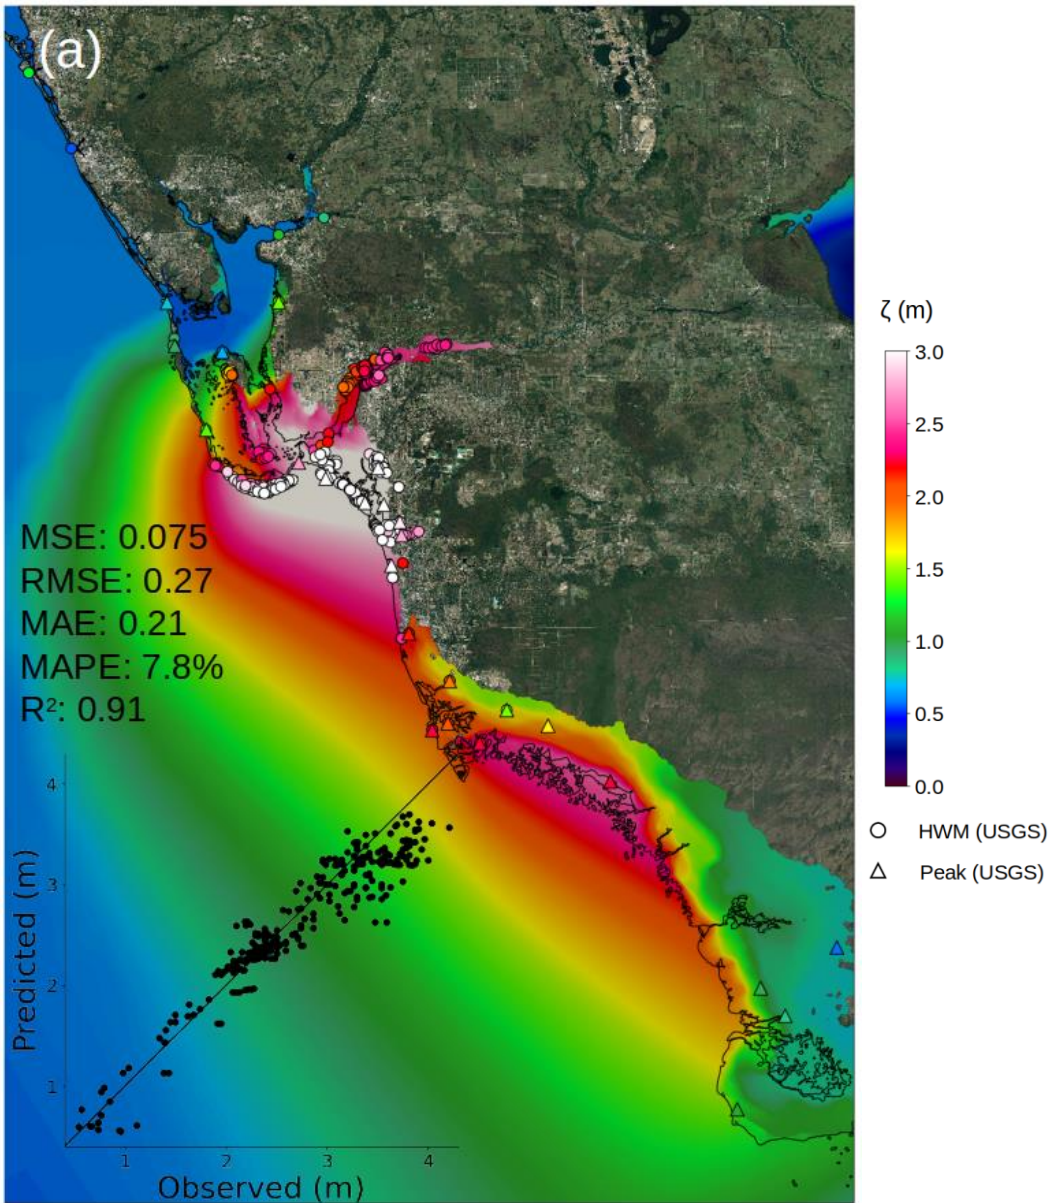 (a)
ζ (m)
3.0
2.5
2.0
1.5
1.0
0.5
0.0
HWM (USGS)
Peak (USGS)
MSE: 0.075
RMSE: 0.27
MAE: 0.21
MAPE: 7.8%
R²: 0.91
4
3
2
1
Predicted (m)
1 2 3 4
Observed (m)